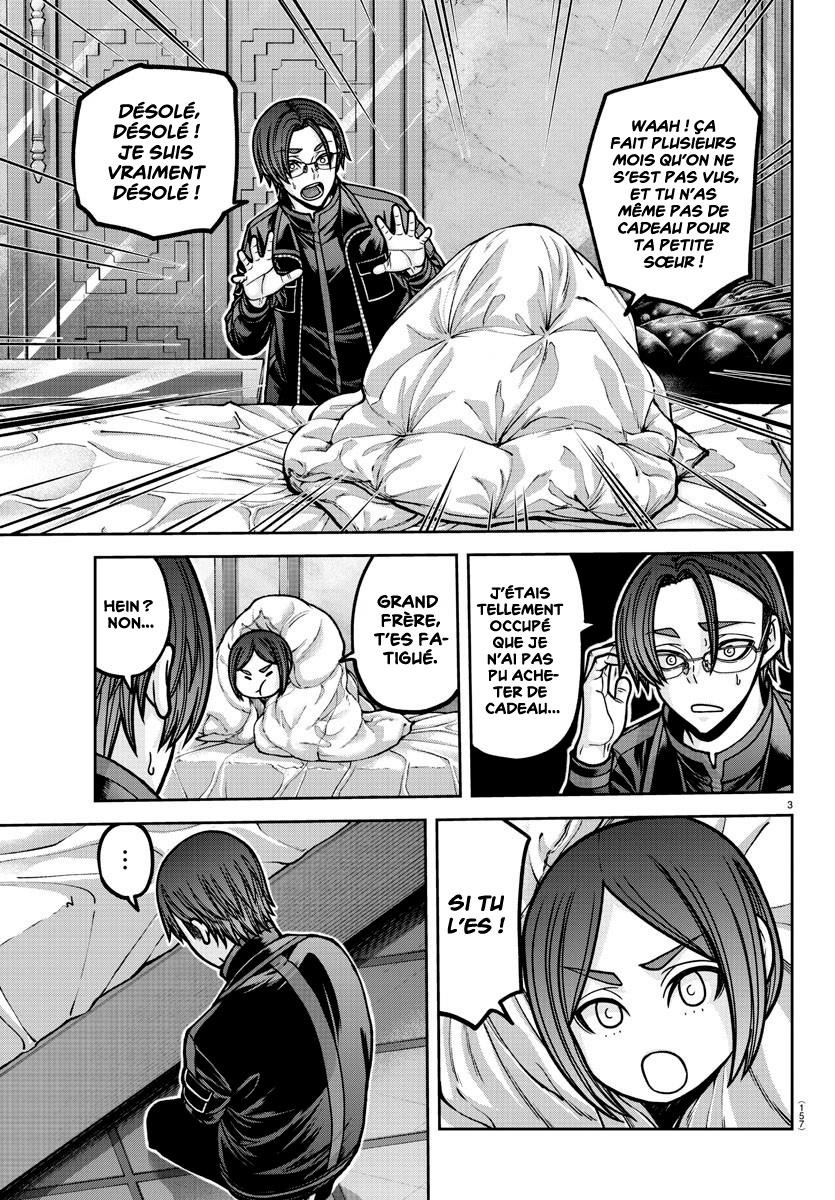 WAAH ! ÇA
FAIT PLUSIEURS
MOIS QU'ON NE
S'EST PAS VUS,
ET TU N'AS
MÊME PAS DE
CADEAU POUR
TA PETITE
SŒUR !
DÉSOLÉ,
DÉSOLÉ !
JE SUIS
VRAIMENT
DÉSOLÉ !
J'ÉTAIS
TELLEMENT
OCCUPÉ
QUE JE
N'AI PAS
PU ACHE-
TER DE
CADEAU...
GRAND
FRÈRE,
T'ES FA-
TIGUÉ.
HEIN ?
NON...
3
SI TU
L'ES !
...
(157)